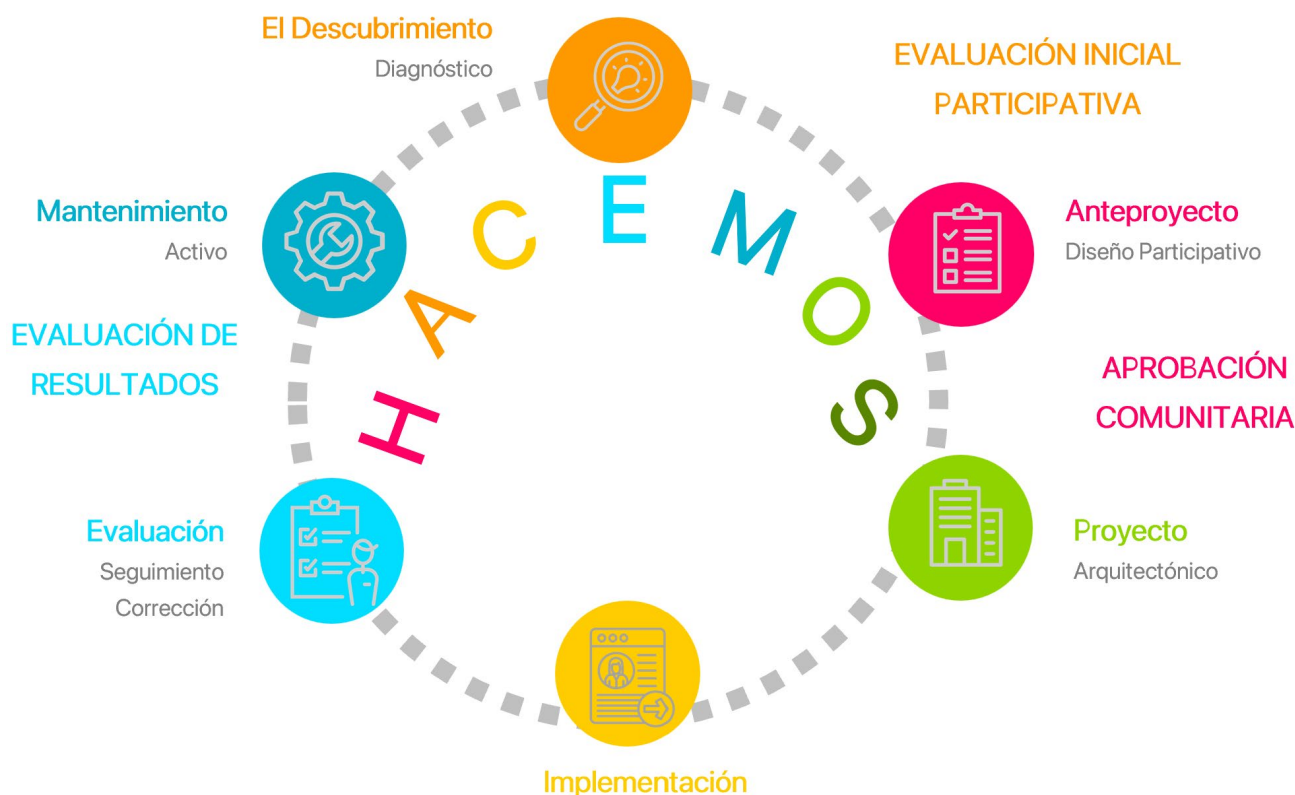 El Descubrimiento
Diagnóstico
EVALUACIÓN INICIAL
PARTICIPATIVA
Anteproyecto
Diseño Participativo
APROBACIÓN
COMUNITARIA
Proyecto
Arquitectónico
Implementación
Evaluación
Seguimiento
Corrección
EVALUACIÓN DE
RESULTADOS
Mantenimiento
Activo
HACEMOS